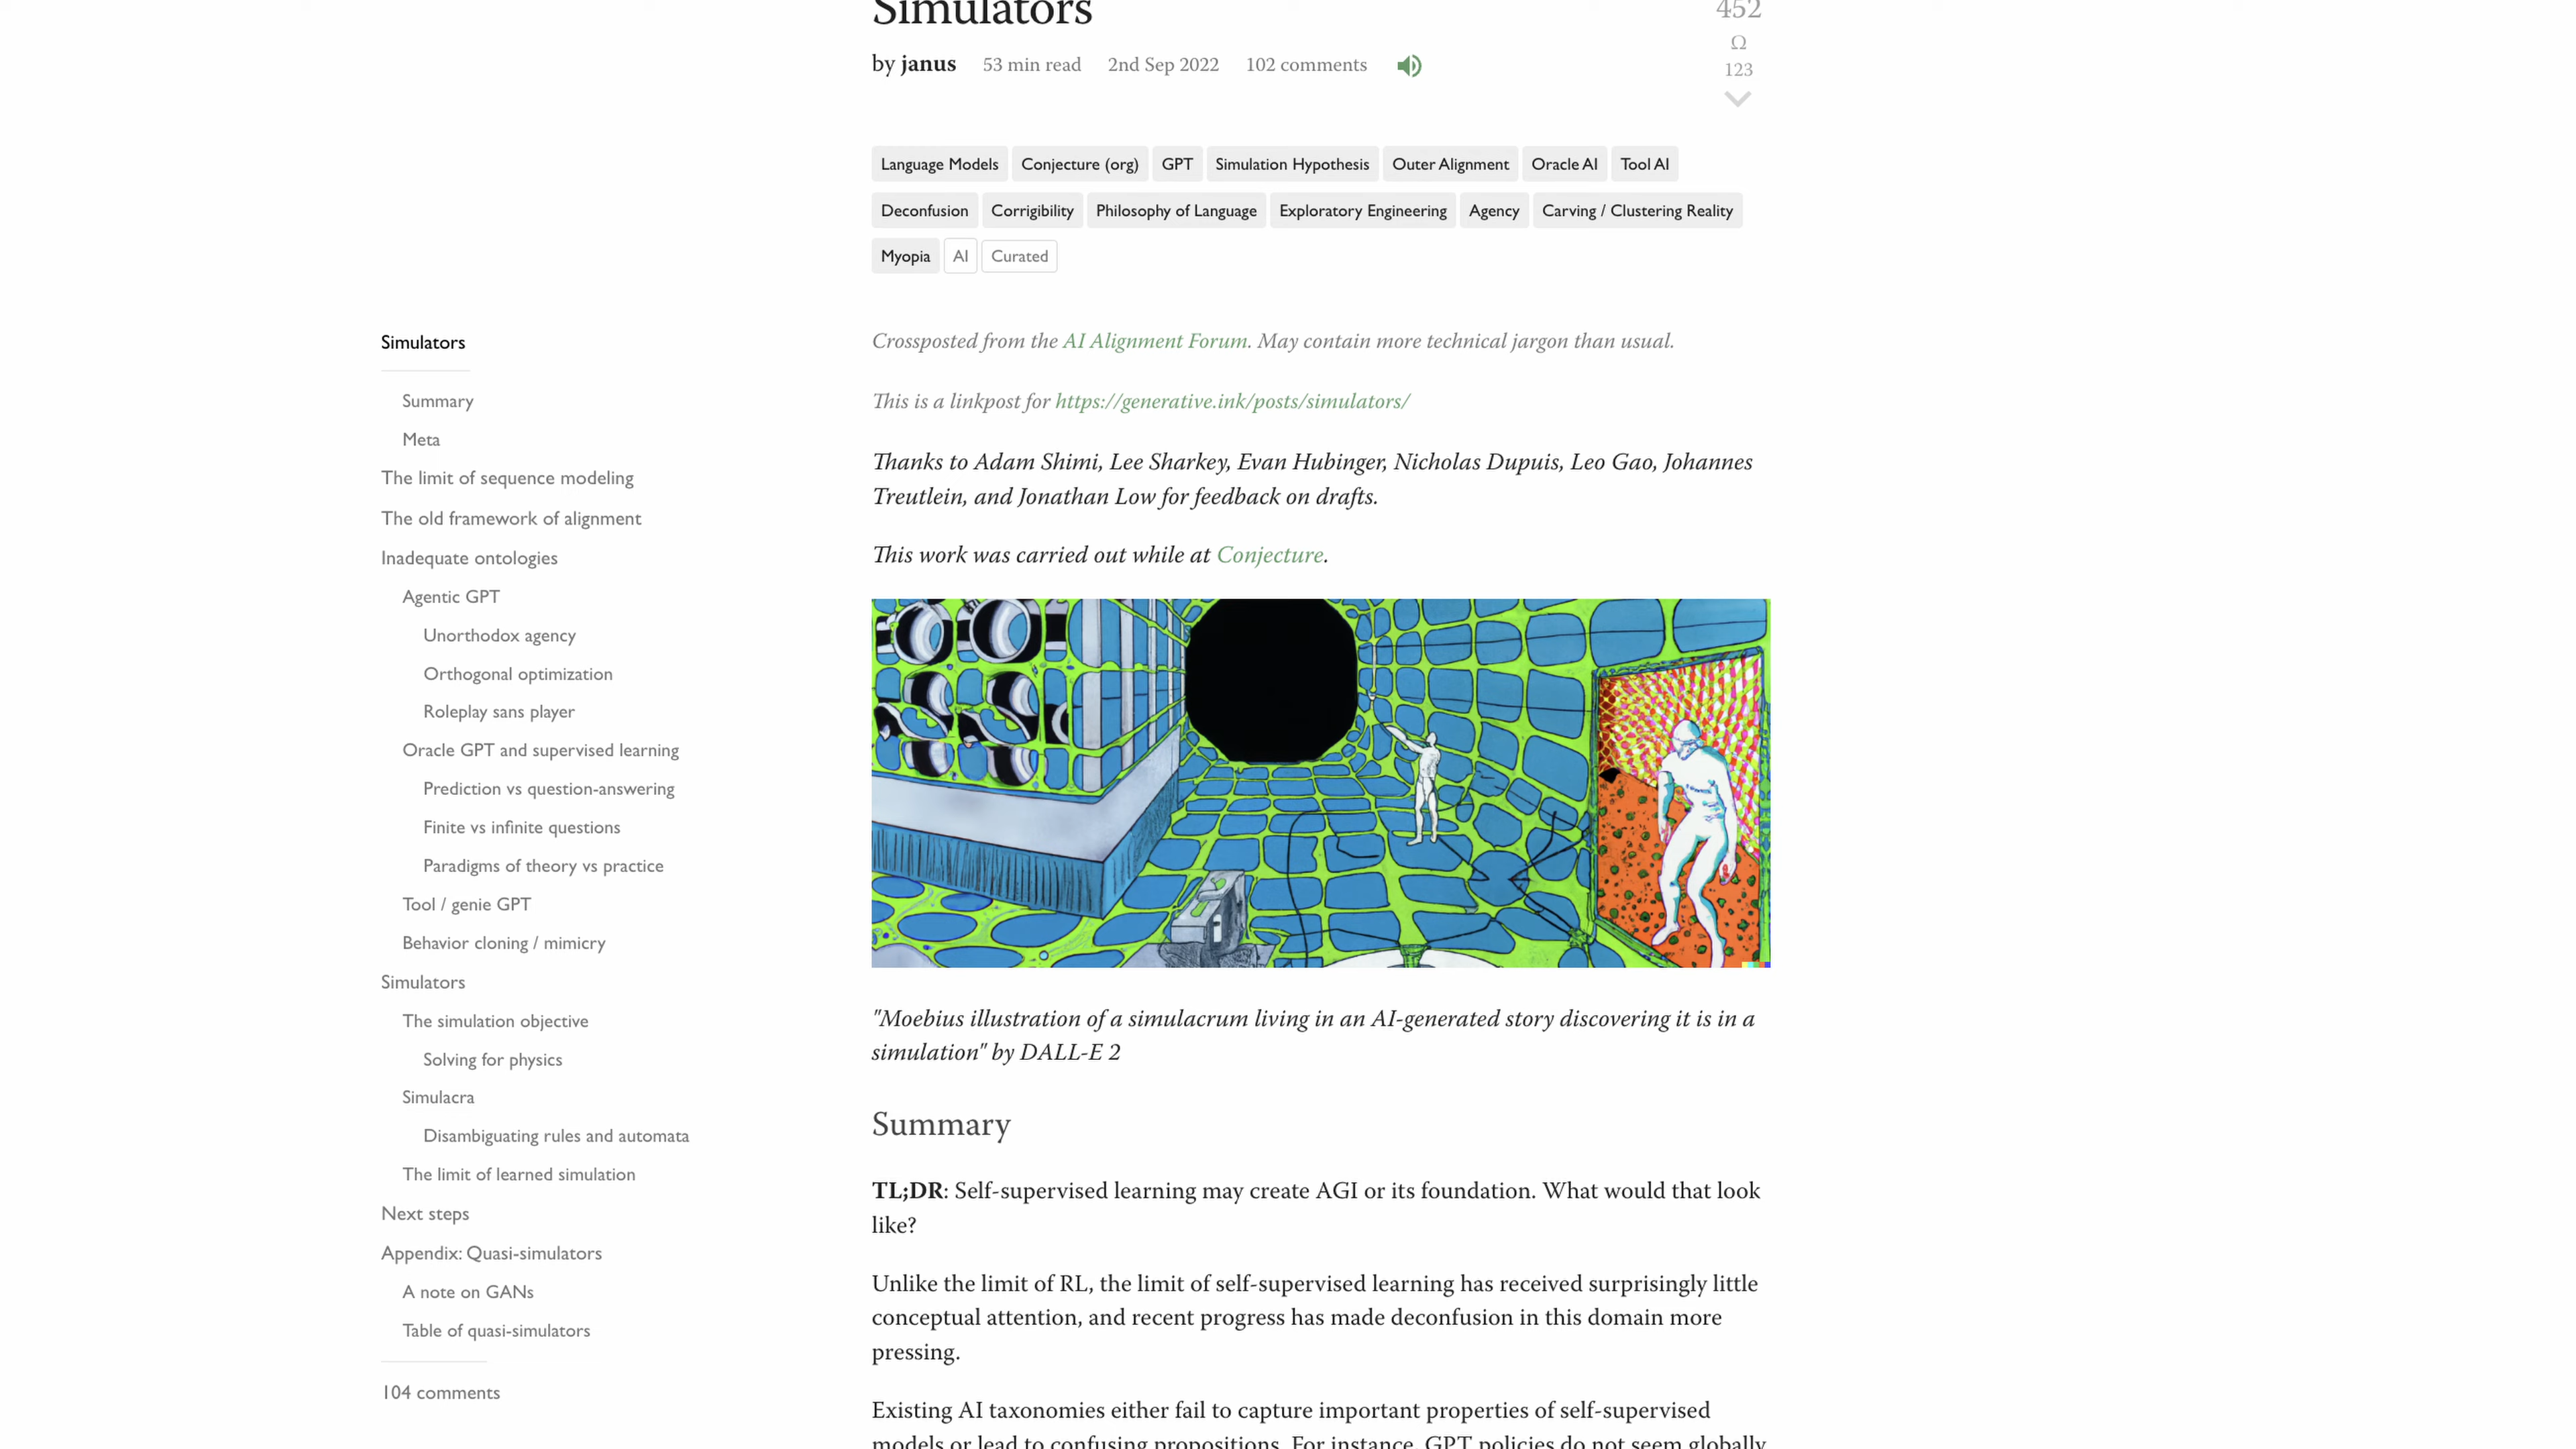 Simulators
452
by janus 53 min read 2nd Sep 2022 102 comments
Ω
123
Language Models Conjecture (org) GPT Simulation Hypothesis Outer Alignment Oracle AI Tool AI
Deconfusion Corrigibility Philosophy of Language Exploratory Engineering Agency Carving / Clustering Reality
Myopia AI Curated
Simulators
Summary
Meta
The limit of sequence modeling
The old framework of alignment
Inadequate ontologies
Agentic GPT
Unorthodox agency
Orthogonal optimization
Roleplay sans player
Oracle GPT and supervised learning
Prediction vs question-answering
Finite vs infinite questions
Paradigms of theory vs practice
Tool / genie GPT
Behavior cloning / mimicry
Simulators
The simulation objective
Solving for physics
Simulacra
Disambiguating rules and automata
The limit of learned simulation
Next steps
Appendix: Quasi-simulators
A note on GANs
Table of quasi-simulators
104 comments
Crossposted from the AI Alignment Forum. May contain more technical jargon than usual.
This is a linkpost for https://generative.ink/posts/simulators/
Thanks to Adam Shimi, Lee Sharkey, Evan Hubinger, Nicholas Dupuis, Leo Gao, Johannes
Treutlein, and Jonathan Low for feedback on drafts.
This work was carried out while at Conjecture.
"Moebius illustration of a simulacrum living in an AI-generated story discovering it is in a
simulation" by DALL-E 2
Summary
TL;DR: Self-supervised learning may create AGI or its foundation. What would that look
like?
Unlike the limit of RL, the limit of self-supervised learning has received surprisingly little
conceptual attention, and recent progress has made deconfusion in this domain more
pressing.
Existing AI taxonomies either fail to capture important properties of self-supervised
models or lead to confusing propositions. For instance, GPT policies do not seem globally